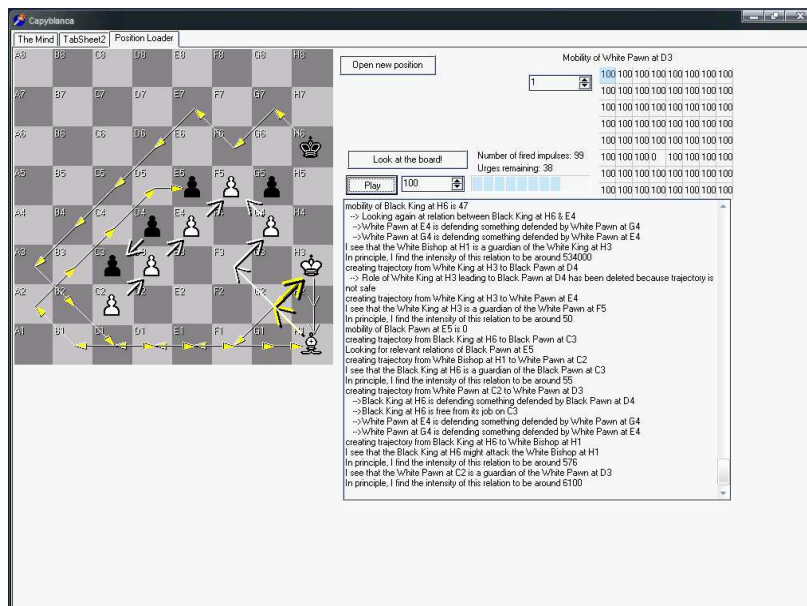 Capyblanca
The Mind TabSheet2 Position Loader
A8 B8 C8 D8 E8 F8 G8 H8
A7 B7 C7 D7 E7 F7 G7 H7
A6 B6 C6 D6 E6 F6 G6 H6
A5 B5 C5 D5 E5 F5 G5 H5
A4 B4 C4 D4 E4 F4 G4 H4
A3 B3 C3 D3 E3 F3 G3 H3
A2 B2 C2 D2 E2 F2 G2
A1 B1 C1 D1 E1 F1 G1
Open new position
Mobility of White Pawn at D3
1
100 100 100 100 100 100 100 100
100 100 100 100 100 100 100 100
100 100 100 100 100 100 100 100
100 100 100 100 100 100 100 100
100 100 100 100 100 100 100 100
100 100 100 0 100 100 100 100
100 100 100 100 100 100 100 100
100 100 100 100 100 100 100 100
Look at the board!
Number of fired impulses: 99
Urges remaining: 38
Play
100
mobility of Black King at H6 is 47
--> Looking again at relation between Black King at H6 & E4
-->White Pawn at E4 is defending something defended by White Pawn at G4
-->White Pawn at G4 is defending something defended by White Pawn at E4
I see that the White Bishop at H1 is a guardian of the White King at H3
In principle, I find the intensity of this relation to be around 534000
creating trajectory from White King at H3 to Black Pawn at D4
--> Role of White King at H3 leading to Black Pawn at D4 has been deleted because trajectory is
not safe
creating trajectory from White King at H3 to White Pawn at E4
I see that the White King at H3 is a guardian of the White Pawn at F5
In principle, I find the intensity of this relation to be around 50.
mobility of Black Pawn at E5 is 0
creating trajectory from Black King at H6 to Black Pawn at C3
Looking for relevant relations of Black Pawn at E5
creating trajectory from White Bishop at H1 to White Pawn at C2
I see that the Black King at H6 is a guardian of the Black Pawn at C3
In principle, I find the intensity of this relation to be around 55
creating trajectory from White Pawn at C2 to White Pawn at D3
-->Black King at H6 is defending something defended by Black Pawn at D4
-->Black King at H6 is free from its job on C3
-->White Pawn at E4 is defending something defended by White Pawn at G4
-->White Pawn at G4 is defending something defended by White Pawn at E4
creating trajectory from Black King at H6 to White Bishop at H1
I see that the Black King at H6 might attack the White Bishop at H1
In principle, I find the intensity of this relation to be around 576
I see that the White Pawn at C2 is a guardian of the White Pawn at D3
In principle, I find the intensity of this relation to be around 6100